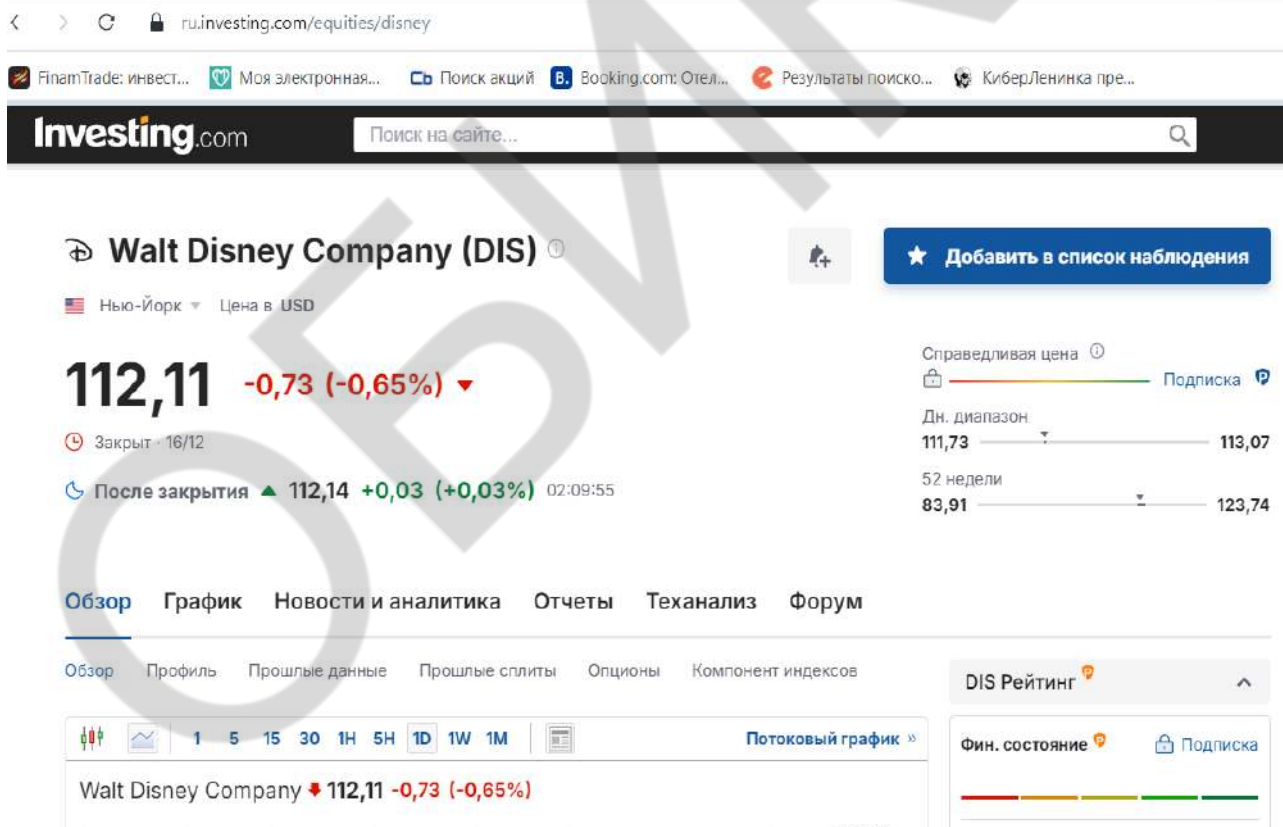 ru.investing.com/equities/disney
FinamTrade: инвест... Моя электронная... Сb Поиск акций B. Booking.com: Отел... Результаты поиско... КиберЛенинка пре...
Investing.com Поиск на сайте...
Walt Disney Company (DIS)
Добавить в список наблюдения
Нью-Йорк Цена в USD
112,11 -0,73 (-0,65%)
Закрыт · 16/12
После закрытия 112,14 +0,03 (+0,03%) 02:09:55
Справедливая цена
Подписка
Дн. диапазон
111,73 113,07
52 недели
83,91 123,74
Обзор График Новости и аналитика Отчеты Теханализ Форум
Обзор Профиль Прошлые данные Прошлые сплиты Опционы Компонент индексов
DIS Рейтинг
1 5 15 30 1H 5H 1D 1W 1M Потоковый график »
Фин. состояние Подписка
Walt Disney Company 112,11 -0,73 (-0,65%)